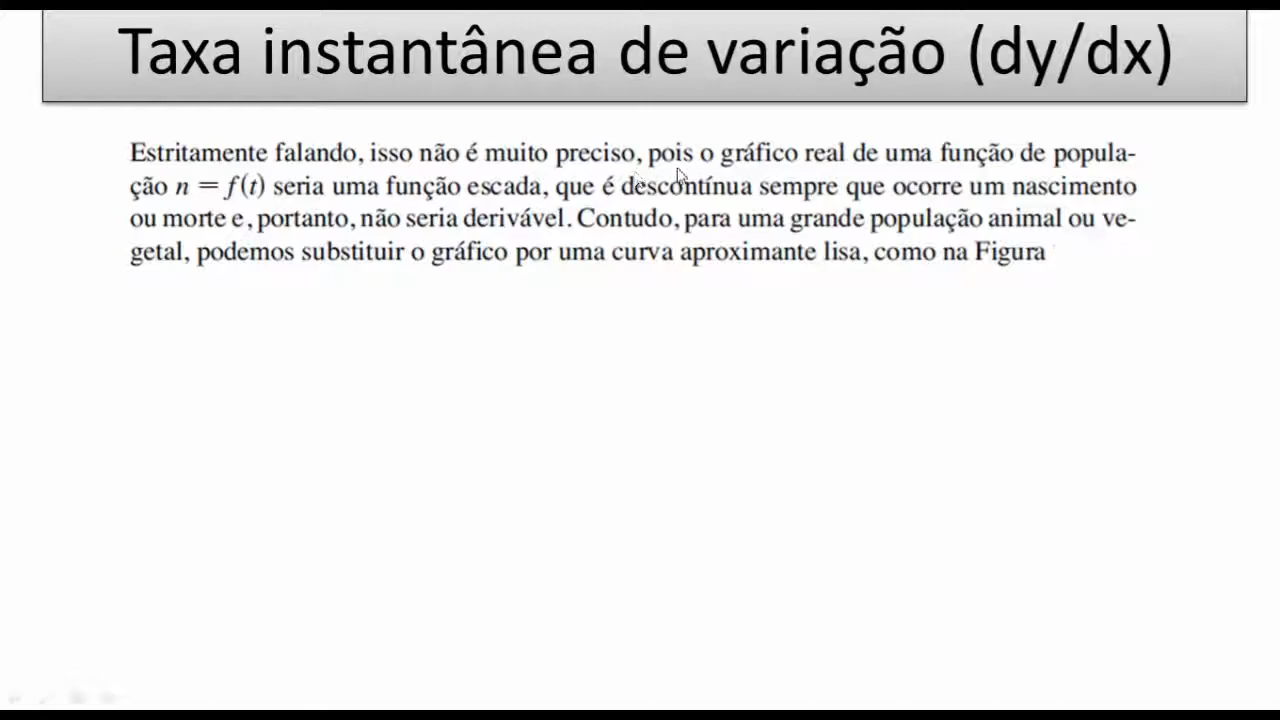 Taxa instantânea de variação (dy/dx)
Estritamente falando, isso não é muito preciso, pois o gráfico real de uma função de popula-
ção n = f(t) seria uma função escada, que é descontínua sempre que ocorre um nascimento
ou morte e, portanto, não seria derivável. Contudo, para uma grande população animal ou ve-
getal, podemos substituir o gráfico por uma curva aproximante lisa, como na Figura